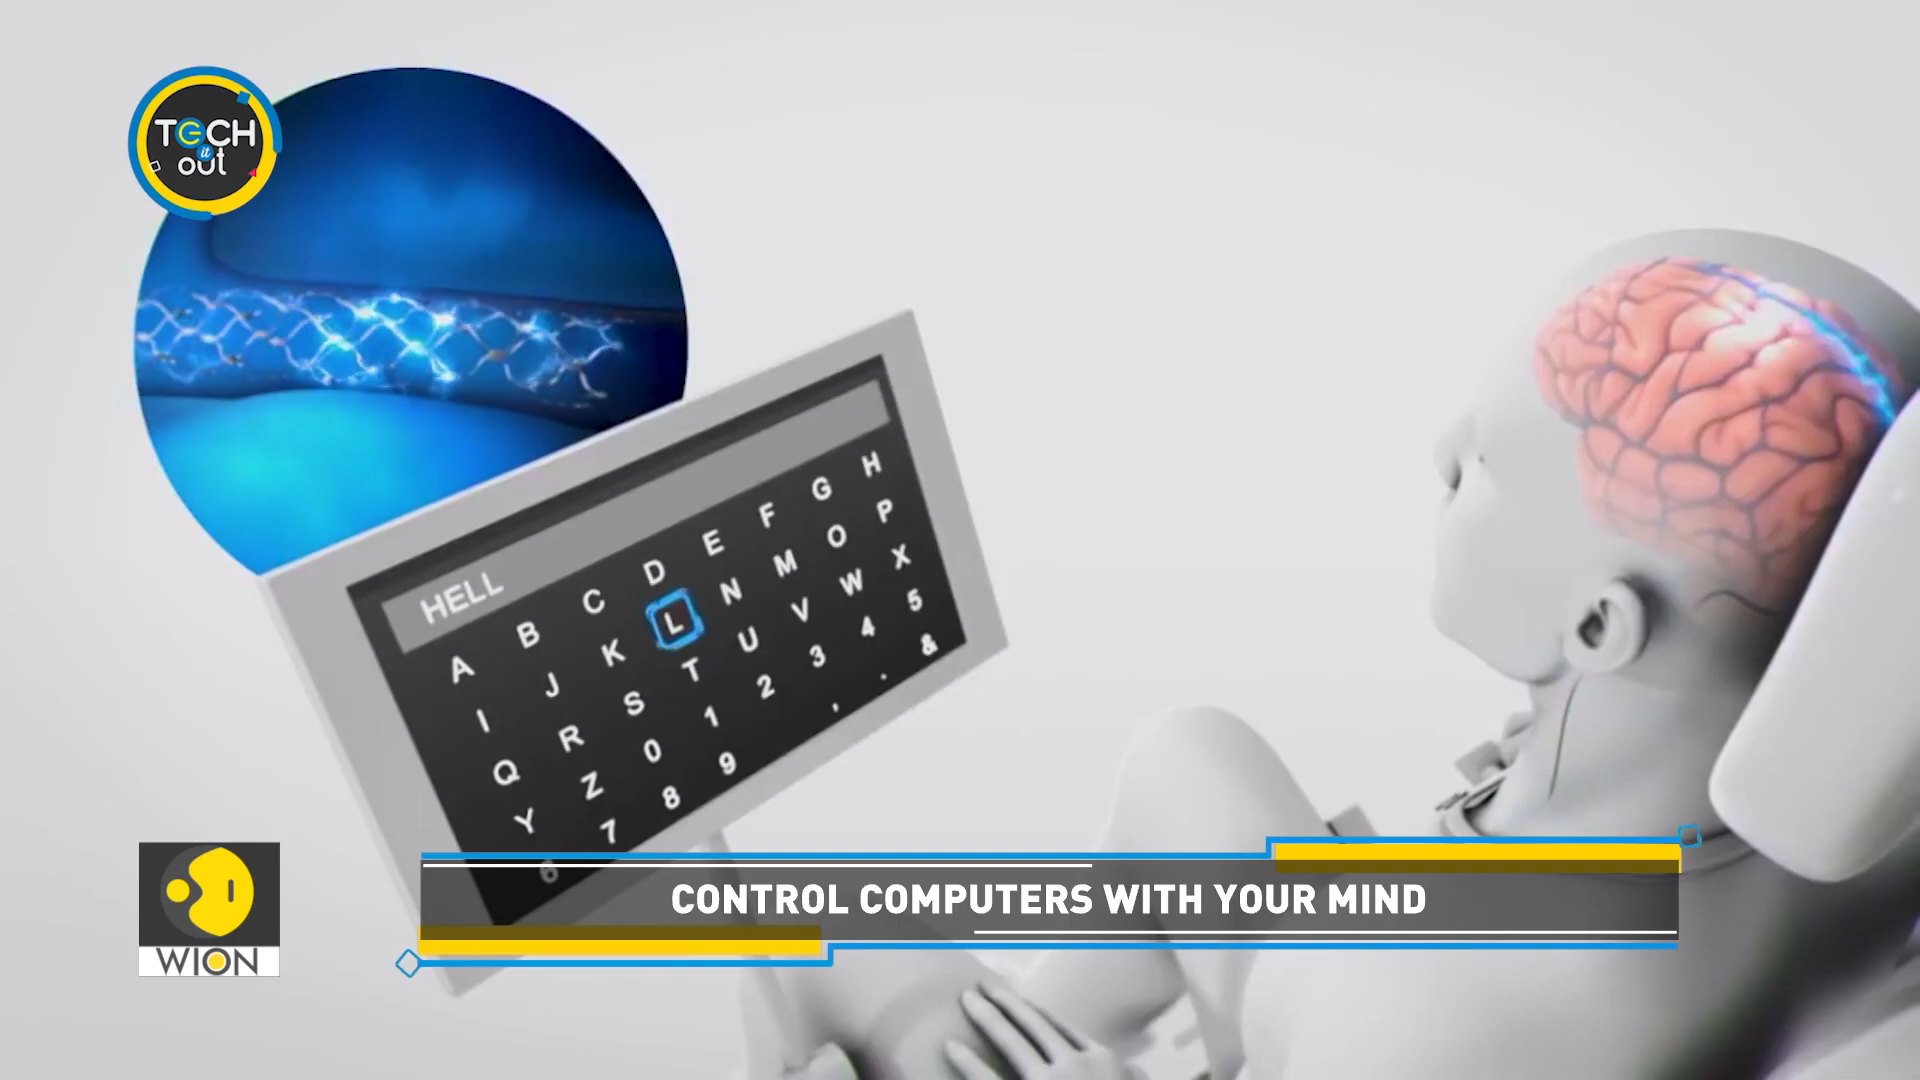 TECH
it
out
HELL
A B C D E F G H
I J K L N M O P
Q R S T U V W X
Y Z 0 1 2 3 4 5
6 7 8 9 , . &
CONTROL COMPUTERS WITH YOUR MIND
WION